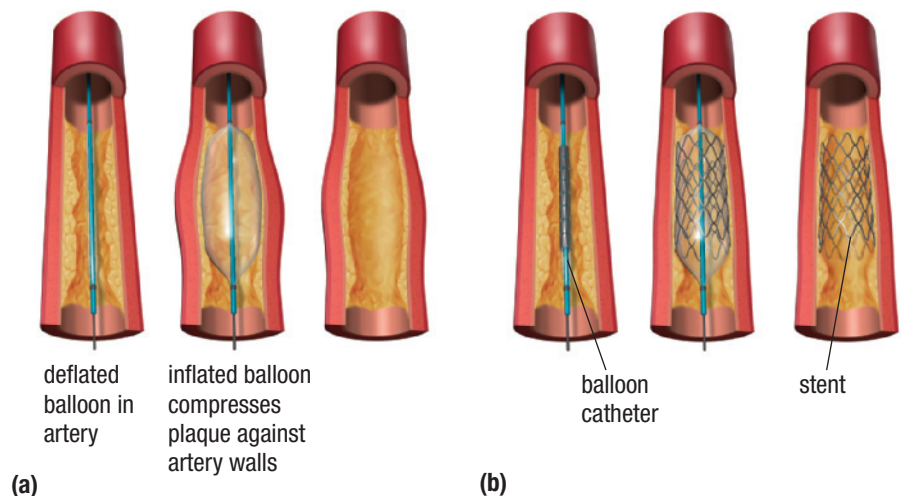 deflated
balloon in
artery
inflated balloon
compresses
plaque against
artery walls
(a)
balloon
catheter
stent
(b)